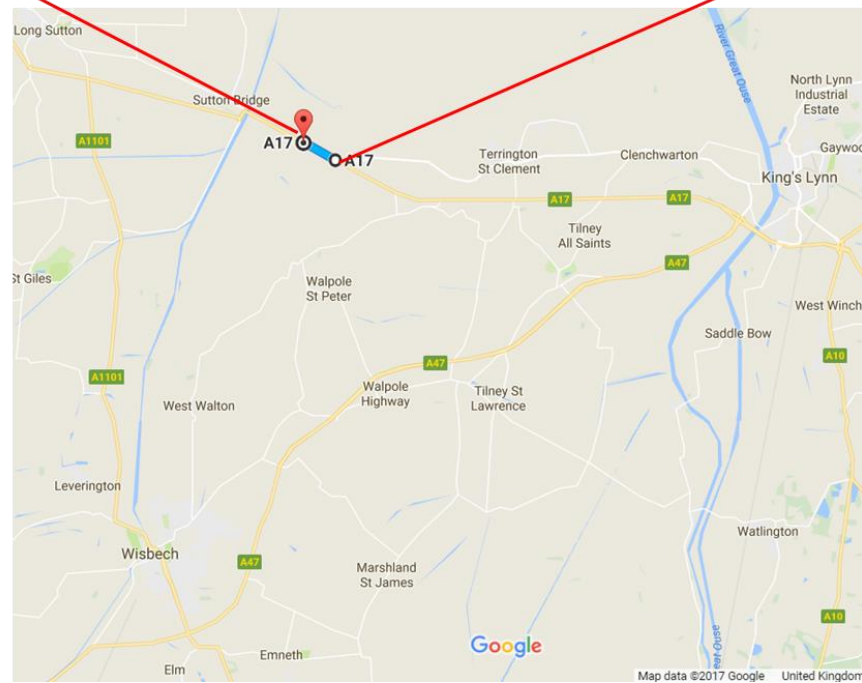 Long Sutton
River Great Ouse
North Lynn
Industrial
Estate
Sutton Bridge
A1101
A17
A17
Terrington
St Clement
Clenchwarton
Gaywo
King's Lynn
A17
A17
Tilney
All Saints
A47
St Giles
Walpole
St Peter
West Winch
Saddle Bow
A47
A10
A1101
Walpole
Highway
Tilney St
Lawrence
West Walton
Leverington
Watlington
Wisbech
A47
Marshland
St James
A10
Google
eat Ouse
Emneth
Elm
Map data ©2017 Google United Kingdom